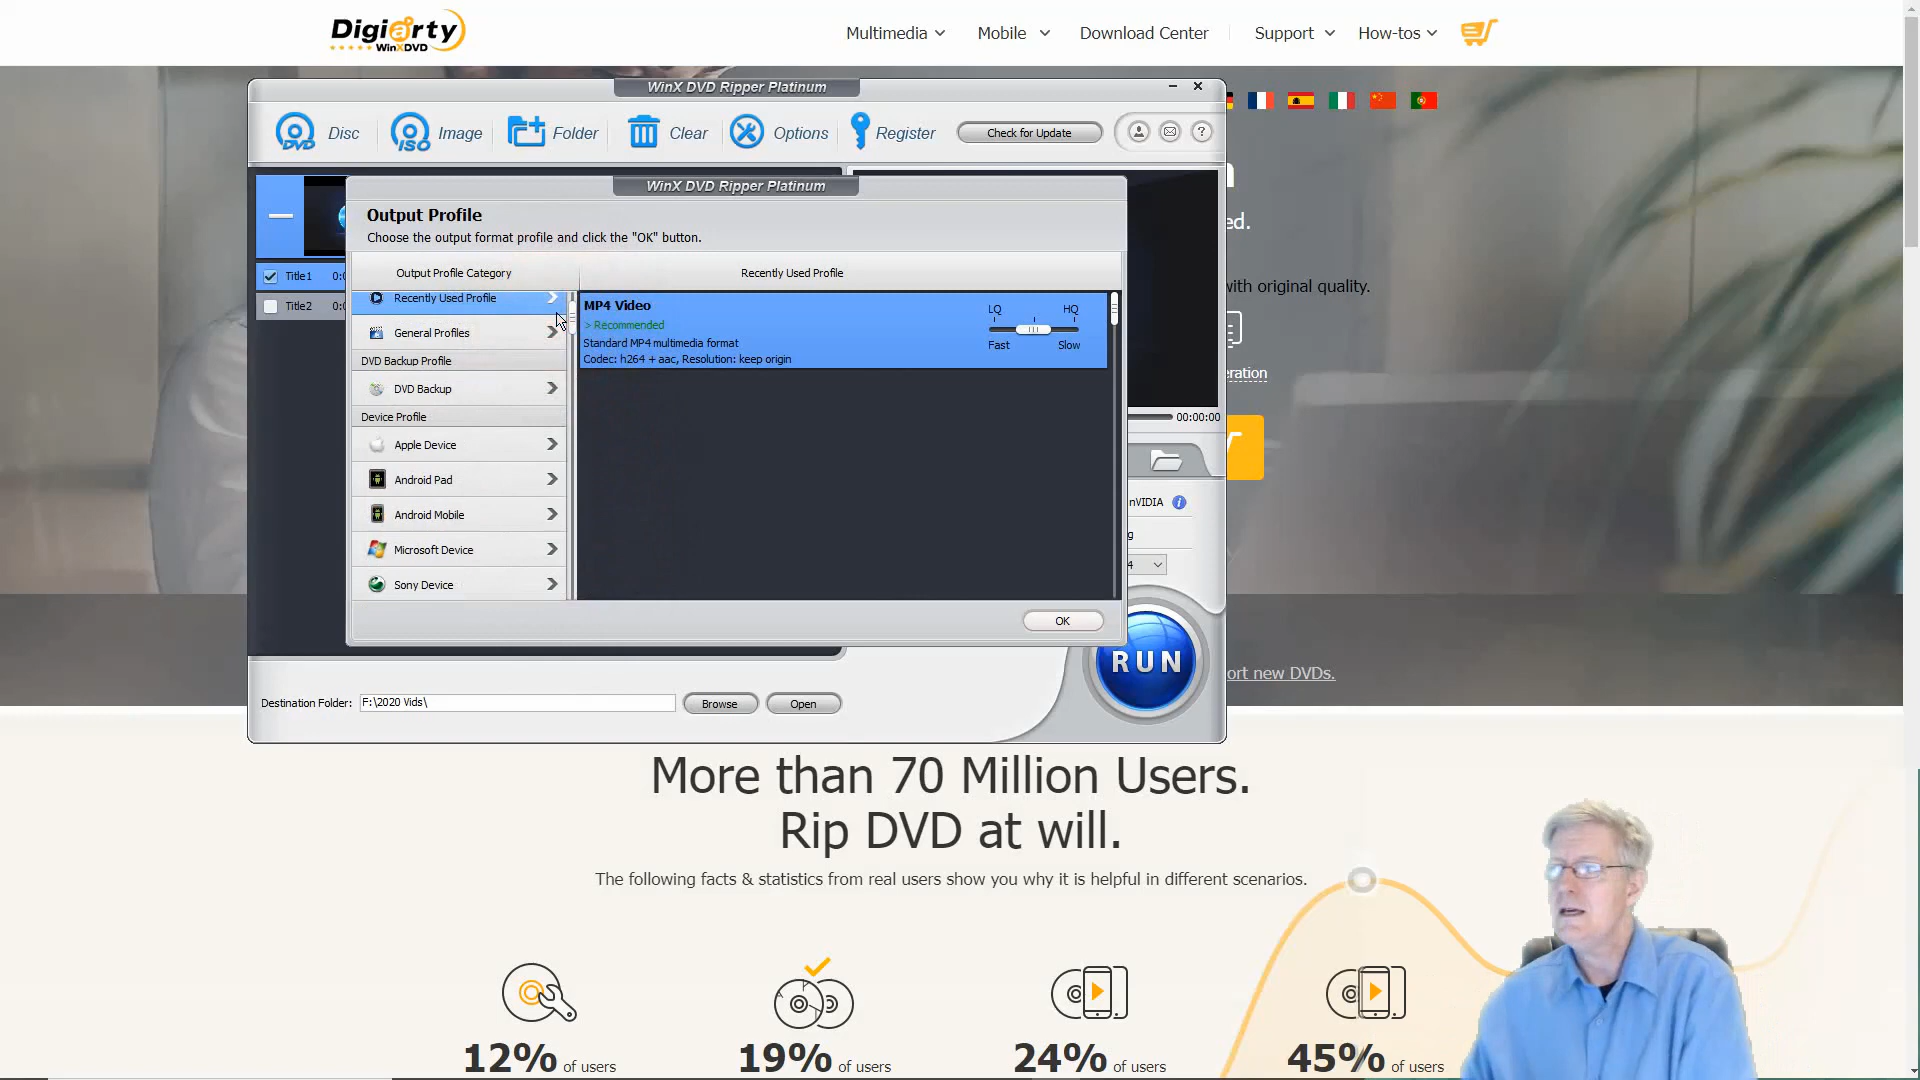 Digiarty
WinXDVD
Multimedia
Mobile
Download Center
Support
How-tos
WinX DVD Ripper Platinum
Disc
Image
Folder
Clear
Options
Register
Check for Update
DVD
ISO
WinX DVD Ripper Platinum
Output Profile
Choose the output format profile and click the "OK" button.
Output Profile Category
Recently Used Profile
Title1 0:0
Title2 0:0
Recently Used Profile
General Profiles
DVD Backup Profile
DVD Backup
Device Profile
Apple Device
Android Pad
Android Mobile
Microsoft Device
Sony Device
MP4 Video
> Recommended
Standard MP4 multimedia format
Codec: h264 + aac, Resolution: keep origin
LQ HQ
Fast Slow
OK
ed.
with original quality.
eration
00:00:00
nVIDIA
g
4
RUN
ort new DVDs.
Destination Folder: F:\2020 Vids\
Browse
Open
More than 70 Million Users.
Rip DVD at will.
The following facts & statistics from real users show you why it is helpful in different scenarios.
12% of users
19% of users
24% of users
45% of users